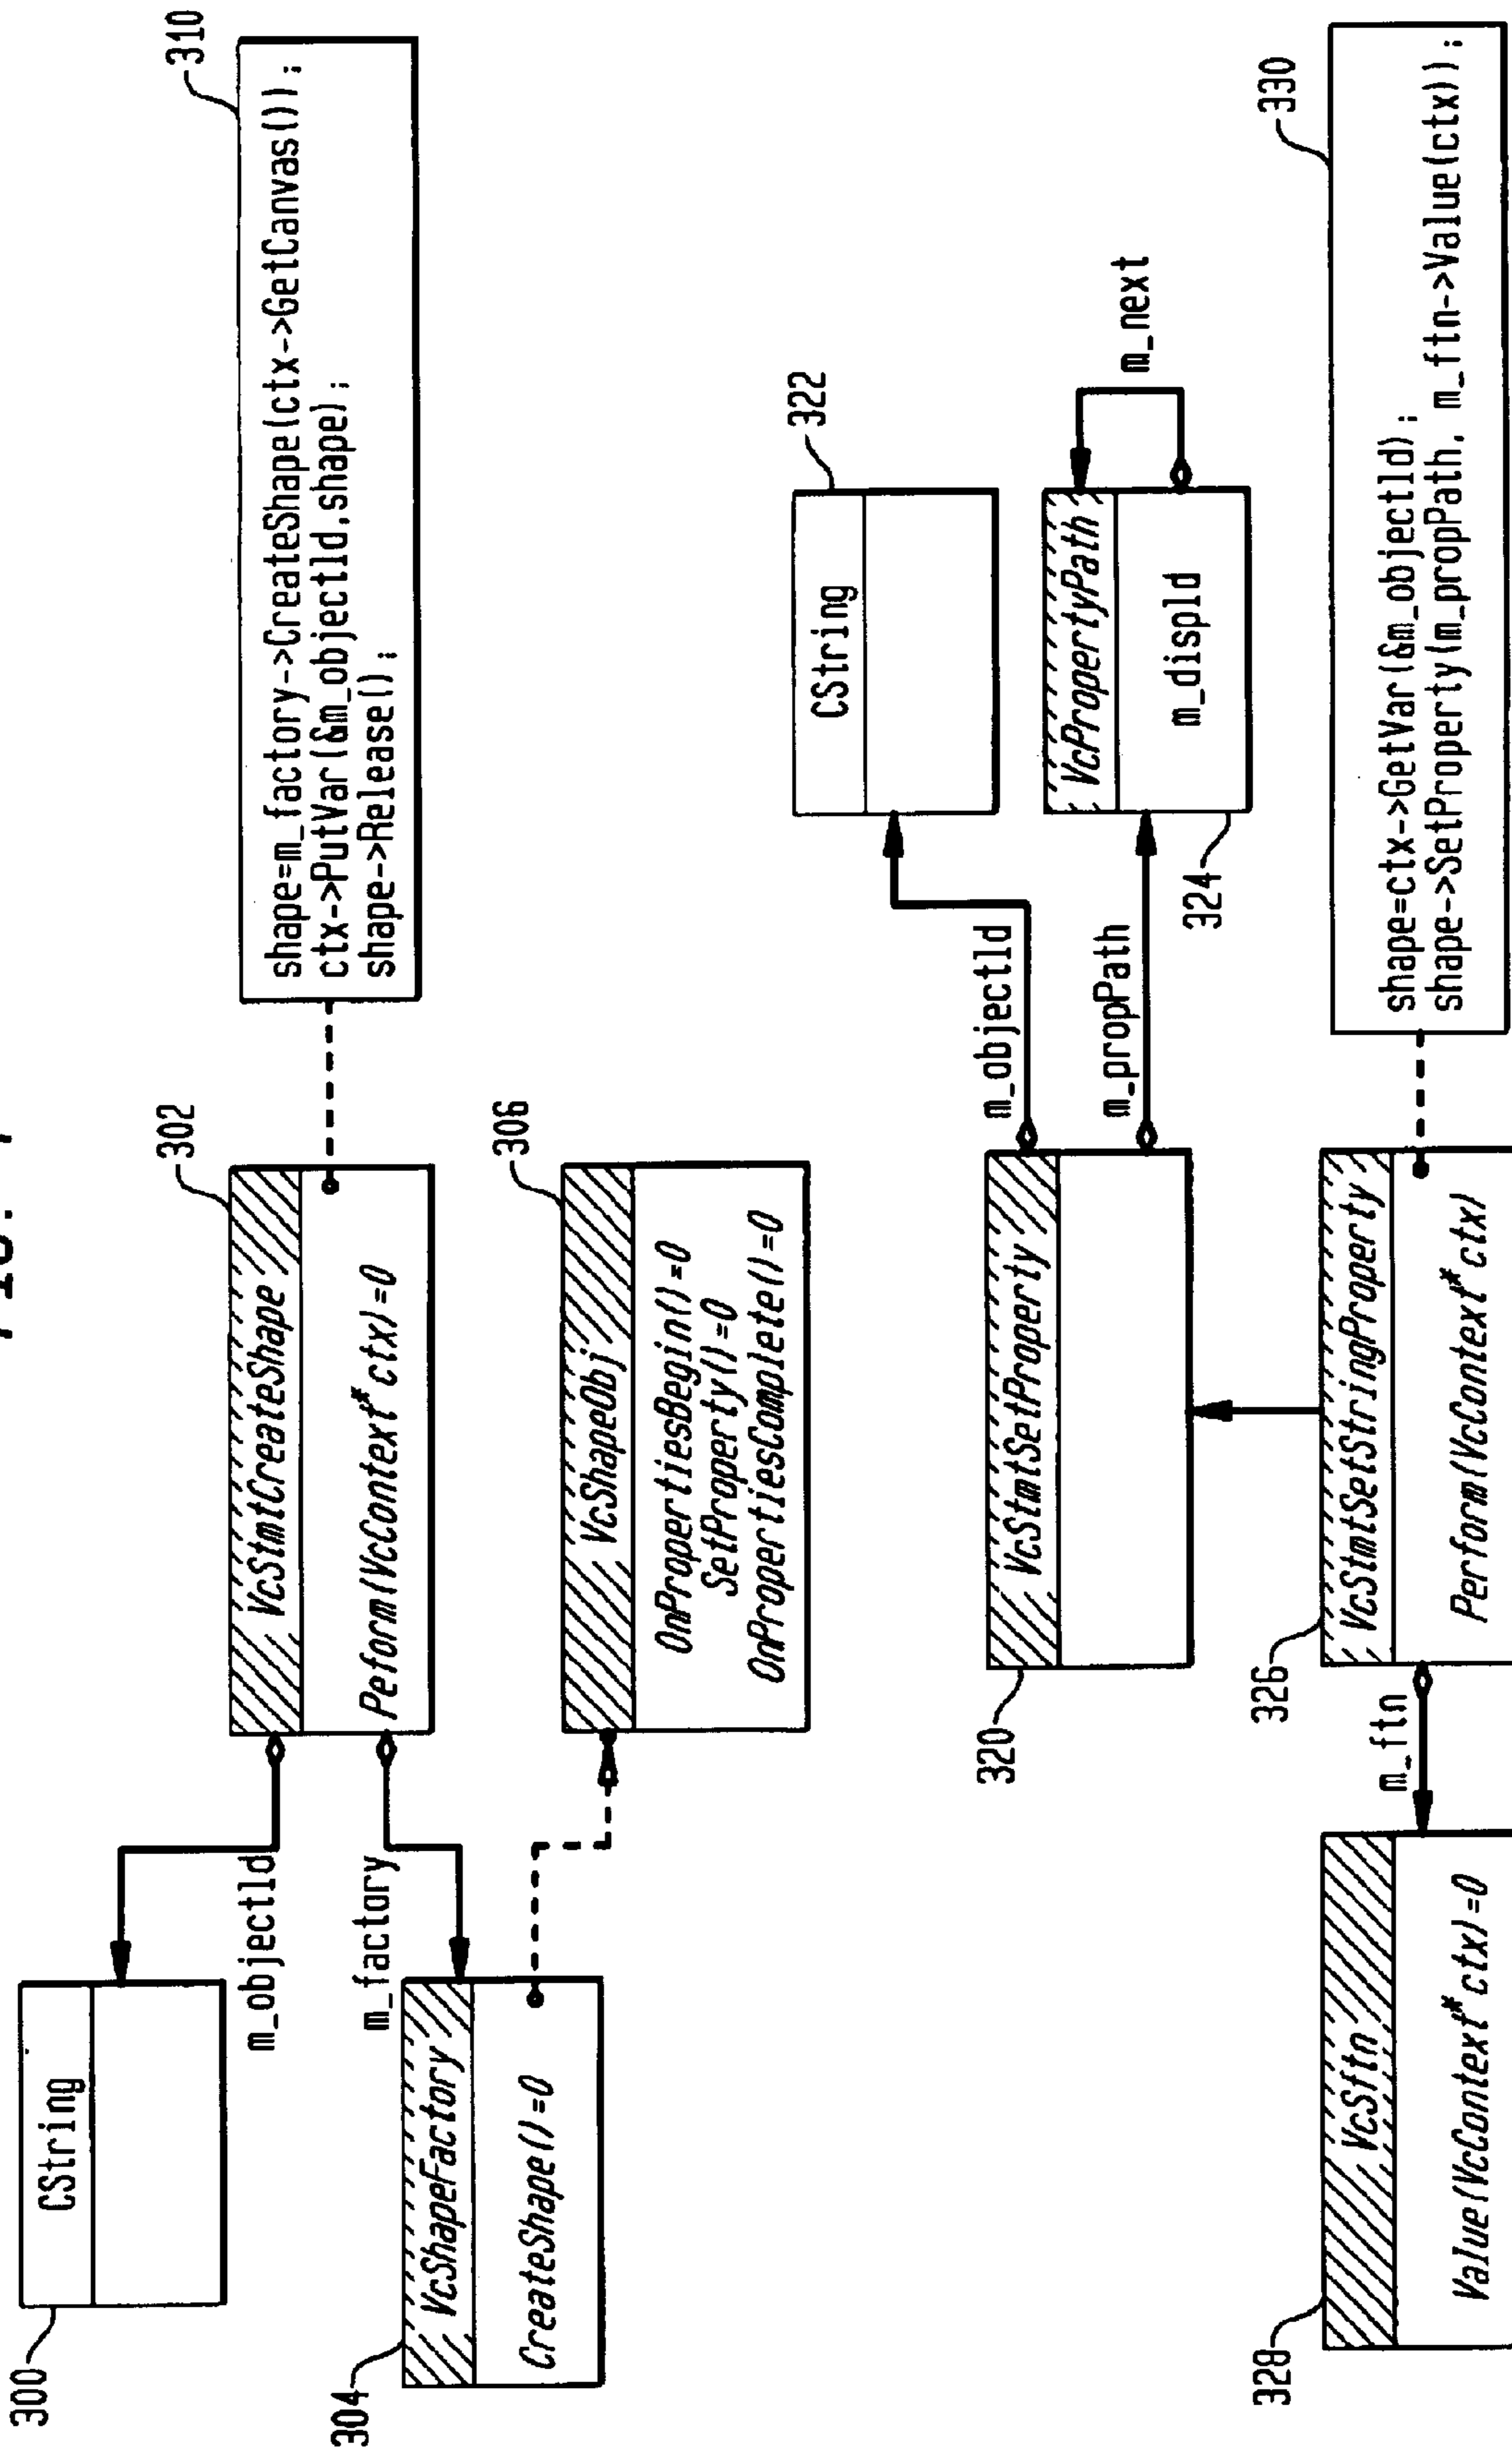 300
CString
m_objectId
302
VcStmtCreateShape
Peform(VcContext* ctx)=0
310
shape=m_factory->CreateShape(ctx->GetCanvas());
ctx->PutVar(&m_objectId,shape);
shape->Release();
m_factory
304
VcShapeFactory
CreateShape()=0
306
VcShapeObj
OnPropertiesBegin()=0
SetProperty()=0
OnPropertiesComplete()=0
320
VcStmtSetProperty
m_objectId
322
CString
m_propPath
324
VcPropertyPath
m_dispId
m_next
328
VcSftn
Value(VcContext* ctx)=0
m_ftn
326
VcStmtSetStringProperty
Perform(VcContext* ctx)
330
shape=ctx->GetVar(&m_objectId);
shape->SetProperty(m_propPath, m_ftn->Value(ctx));